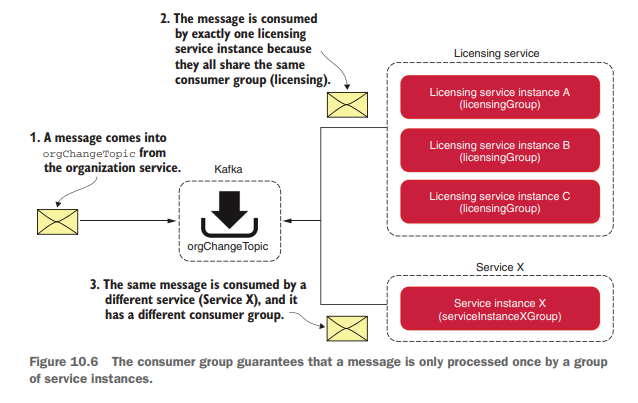 2. The message is consumed
by exactly one licensing
service instance because
they all share the same
consumer group (licensing).
Licensing service
Licensing service instance A
(licensingGroup)
Licensing service instance B
(licensingGroup)
Licensing service instance C
(licensingGroup)
1. A message comes into
orgChangeTopic from
the organization service.
Kafka
orgChangeTopic
3. The same message is consumed by a
different service (Service X), and it
has a different consumer group.
Service X
Service instance X
(serviceInstanceXGroup)
Figure 10.6 The consumer group guarantees that a message is only processed once by a group
of service instances.